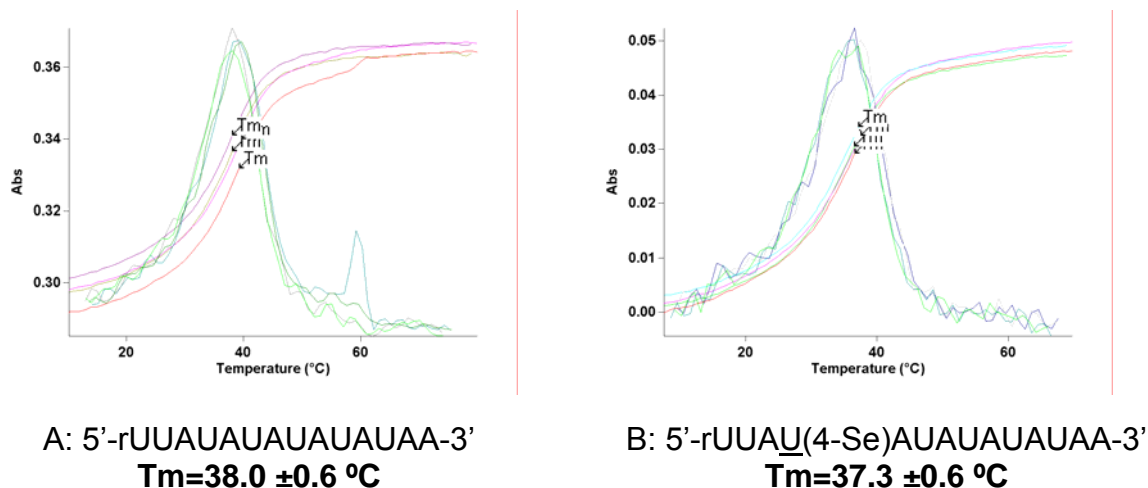 Abs
0.36
0.34
0.32
0.30
Tm
Tm
Tm
20
40
60
Temperature (°C)
A: 5’-rUUAUAUAUAUAUAA-3’
Tm=38.0 ±0.6 ºC
Abs
0.05
0.04
0.03
0.02
0.01
0.00
Tm
20
40
60
Temperature (°C)
B: 5’-rUUAU(4-Se)AUAUAUAUAA-3’
Tm=37.3 ±0.6 ºC